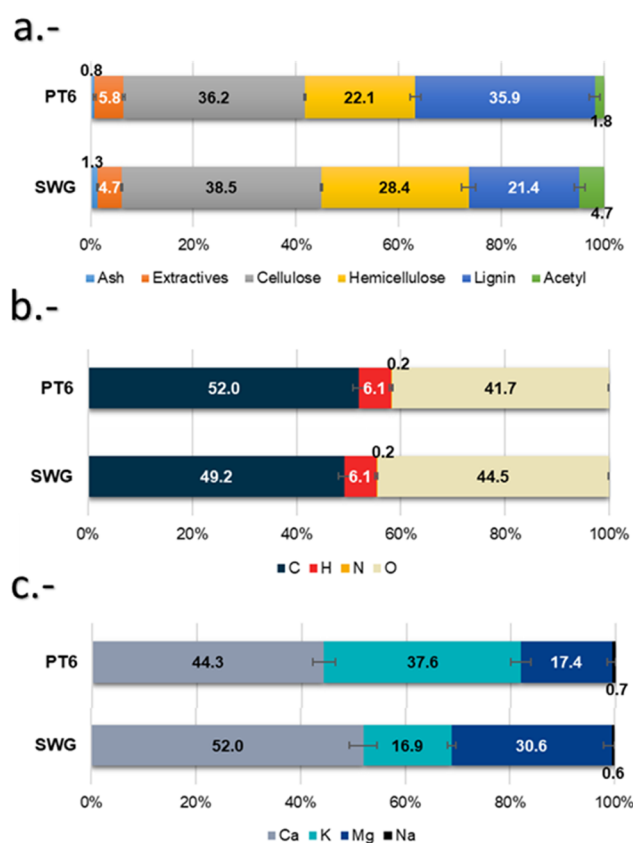 a.-
0.8
PT6 5.8 36.2 22.1 35.9
1.8
1.3
SWG 4.7 38.5 28.4 21.4
4.7
0% 20% 40% 60% 80% 100%
Ash Extractives Cellulose Hemicellulose Lignin Acetyl
b.-
0.2
PT6 52.0 6.1 41.7
0.2
SWG 49.2 6.1 44.5
0% 20% 40% 60% 80% 100%
C H N O
c.-
PT6 44.3 37.6 17.4
0.7
SWG 52.0 16.9 30.6
0.6
0% 20% 40% 60% 80% 100%
Ca K Mg Na